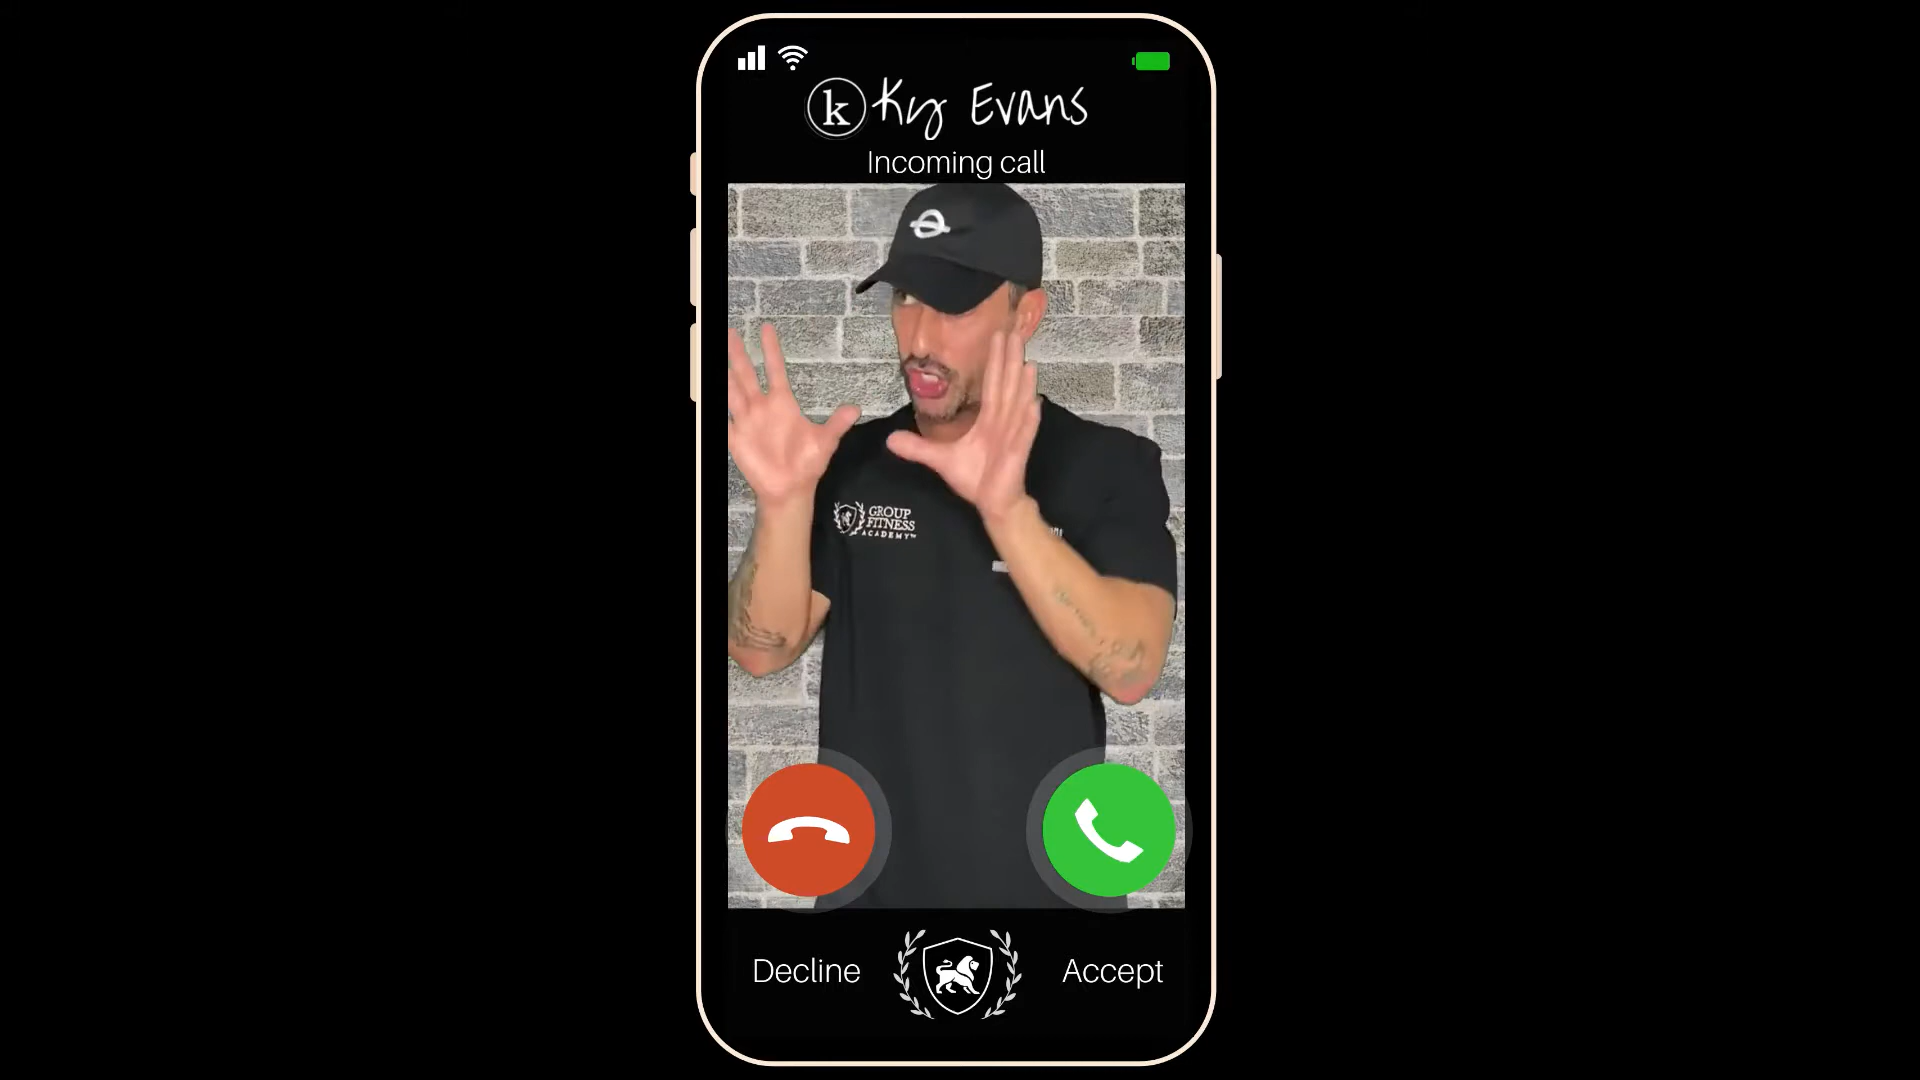 k Ky Evans
Incoming call
GROUP
FITNESS
ACADEMY™
Decline
Accept